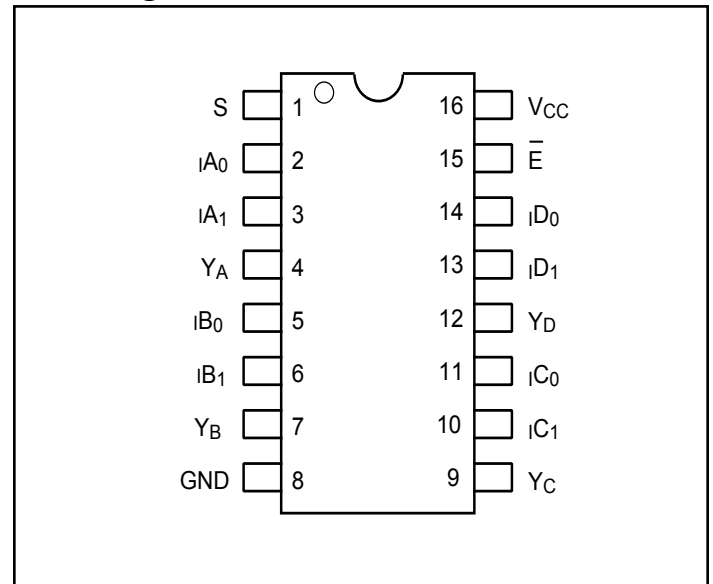 S 1 16 VCC
IA0 2 15 E̅
IA1 3 14 ID0
YA 4 13 ID1
IB0 5 12 YD
IB1 6 11 IC0
YB 7 10 IC1
GND 8 9 YC